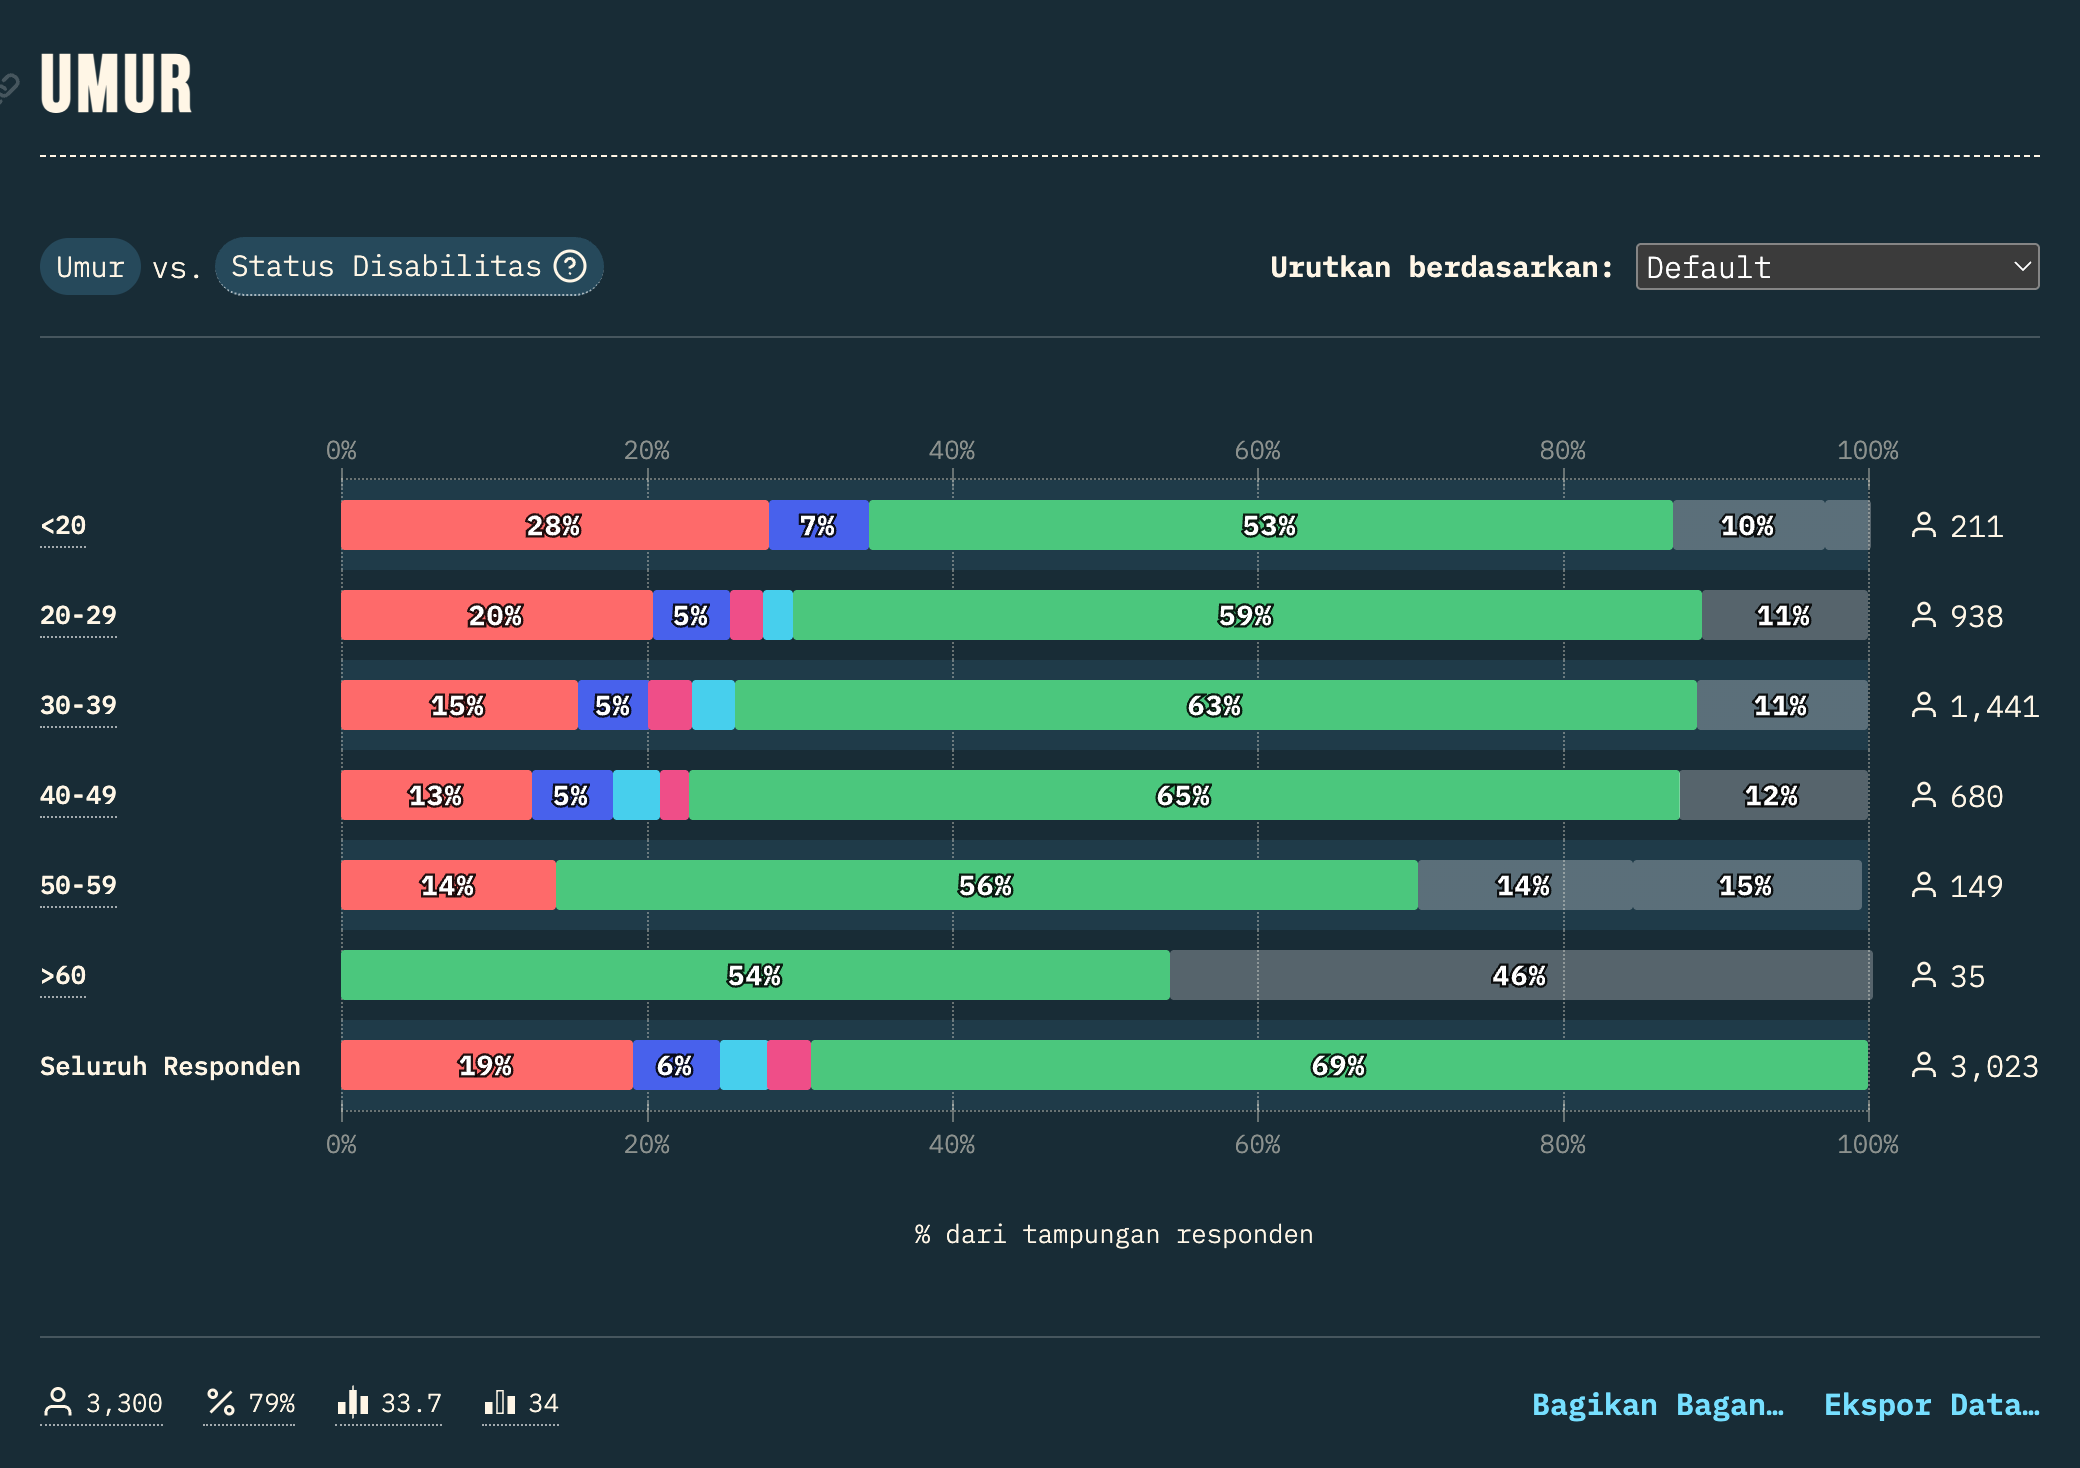 UMUR
Umur vs. Status Disabilitas ?
Urutkan berdasarkan: Default
0% 20% 40% 60% 80% 100%
<20 28% 7% 53% 10% 211
20-29 20% 5% 59% 11% 938
30-39 15% 5% 63% 11% 1,441
40-49 13% 5% 65% 12% 680
50-59 14% 56% 14% 15% 149
>60 54% 46% 35
Seluruh Responden 19% 6% 69% 3,023
0% 20% 40% 60% 80% 100%
% dari tampungan responden
3,300 % 79% 33.7 34
Bagikan Bagan… Ekspor Data…